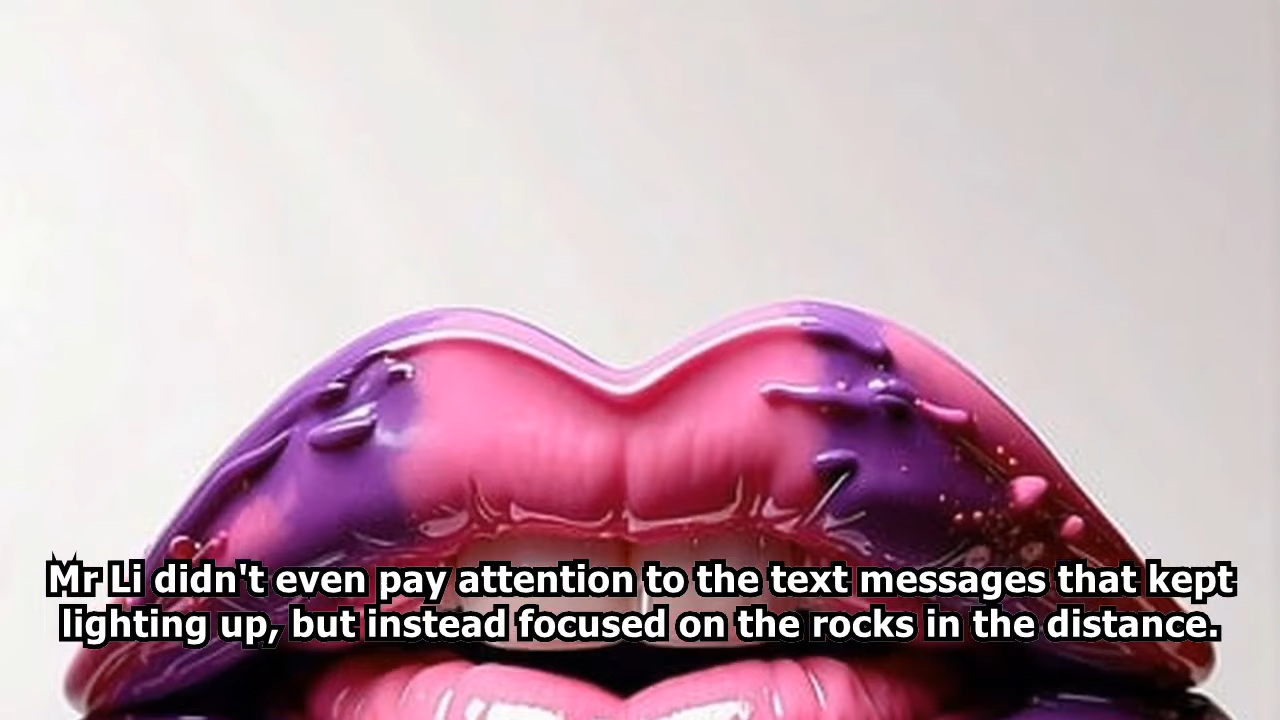 Mr Li didn't even pay attention to the text messages that kept
lighting up, but instead focused on the rocks in the distance.